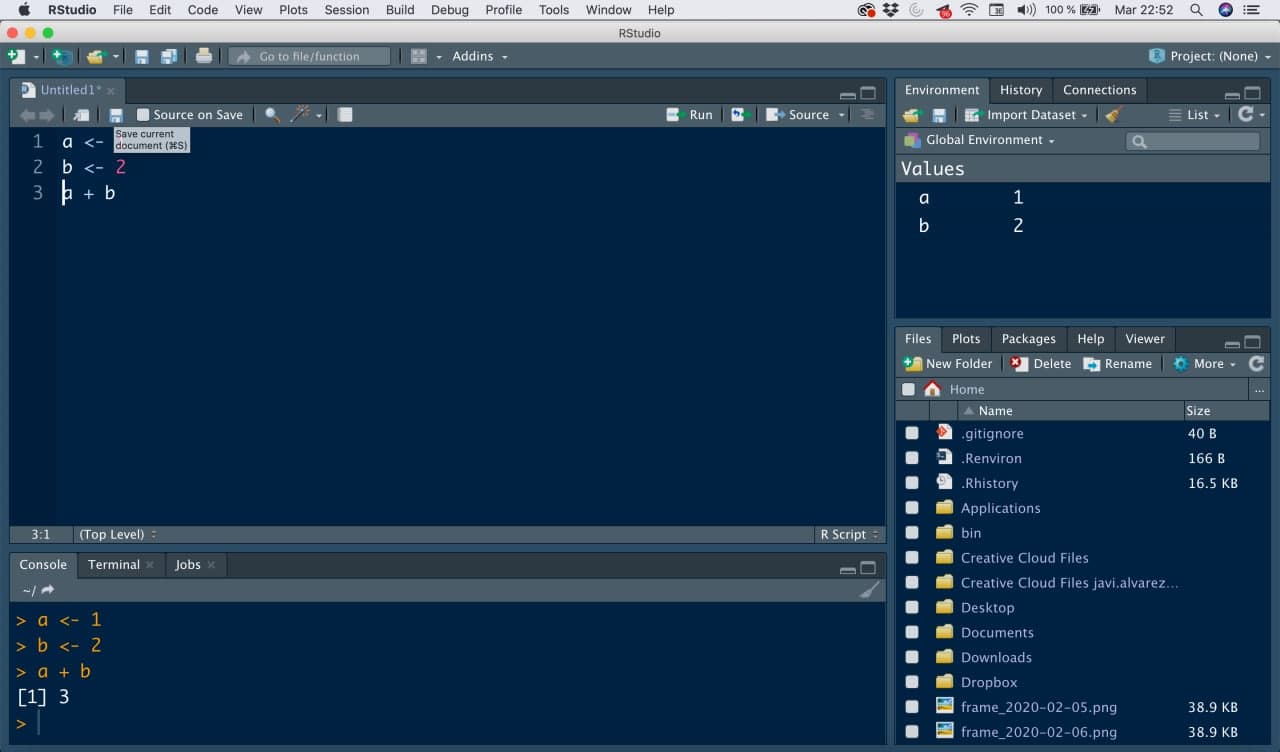 RStudio File Edit Code View Plots Session Build Debug Profile Tools Window Help 100 % Mar 22:52
RStudio
Go to file/function Addins Project: (None)
Untitled1*
Source on Save Run Source
1 a <-
Save current
document (⌘S)
2 b <- 2
3 a + b
3:1 (Top Level) R Script
Console Terminal Jobs
~/
> a <- 1
> b <- 2
> a + b
[1] 3
>
Environment History Connections
Import Dataset List
Global Environment
Values
a 1
b 2
Files Plots Packages Help Viewer
New Folder Delete Rename More
Home ...
Name Size
.gitignore 40 B
.Renviron 166 B
.Rhistory 16.5 KB
Applications
bin
Creative Cloud Files
Creative Cloud Files javi.alvarez...
Desktop
Documents
Downloads
Dropbox
frame_2020-02-05.png 38.9 KB
frame_2020-02-06.png 38.9 KB